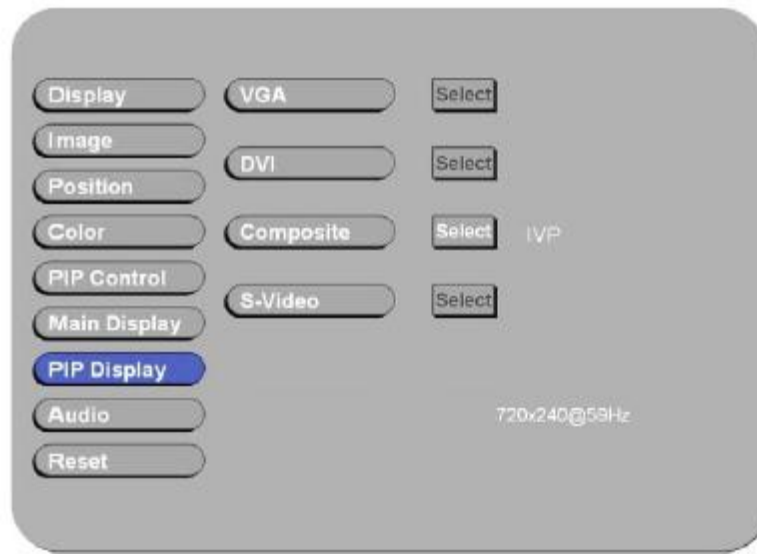 Display
Image
Position
Color
PIP Control
Main Display
PIP Display
Audio
Reset
VGA Select
DVI Select
Composite Select IVP
S-Video Select
720x240@59Hz